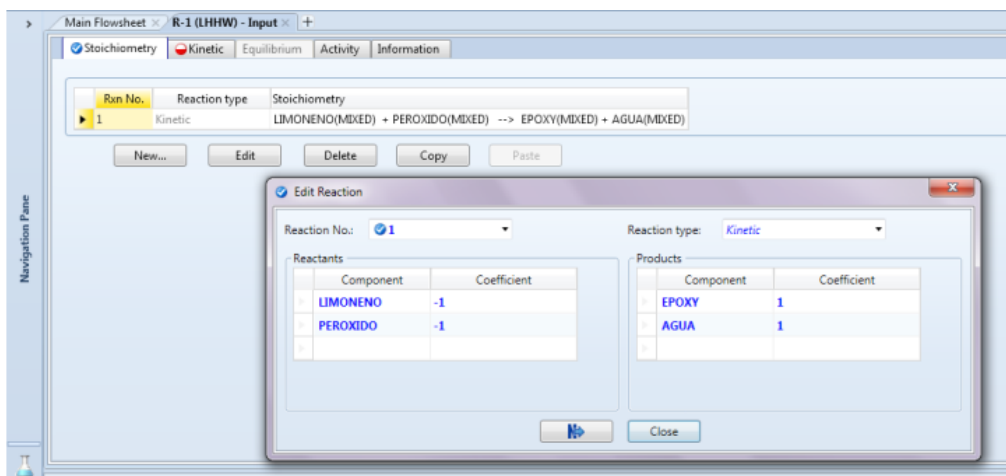 Main Flowsheet × R-1 (LHHW) - Input × +
Stoichiometry Kinetic Equilibrium Activity Information
Rxn No. Reaction type Stoichiometry
1 Kinetic LIMONENO(MIXED) + PEROXIDO(MIXED) --> EPOXY(MIXED) + AGUA(MIXED)
New... Edit Delete Copy Paste
Navigation Pane
Edit Reaction
Reaction No.: 1 Reaction type: Kinetic
Reactants Products
Component Coefficient Component Coefficient
LIMONENO -1 EPOXY 1
PEROXIDO -1 AGUA 1
N
Close